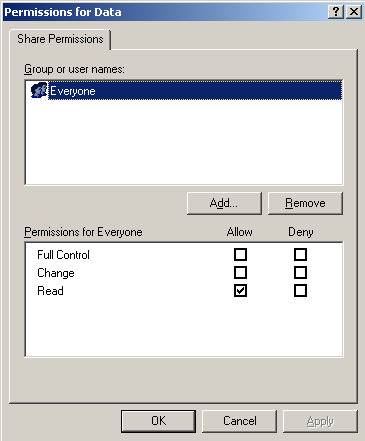 Permissions for Data
Share Permissions
Group or user names:
Everyone
Add... Remove
Permissions for Everyone Allow Deny
Full Control
Change
Read
OK Cancel Apply